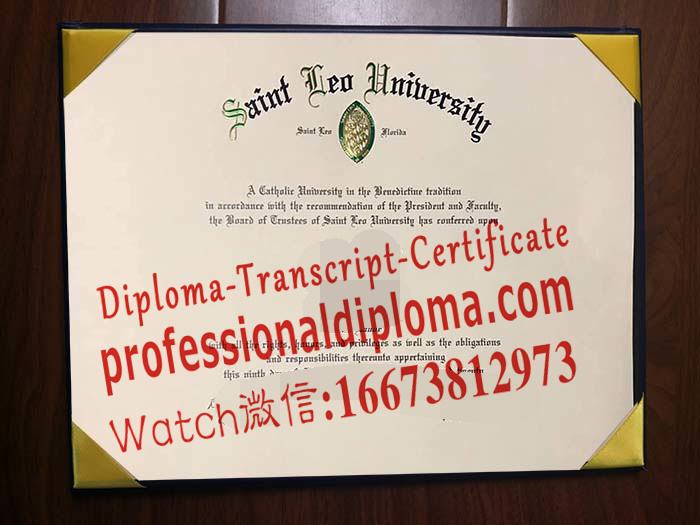 Saint Leo University
Saint Leo Florida
A Catholic University in the Benedictine tradition
in accordance with the recommendation of the President and Faculty,
the Board of Trustees of Saint Leo University has conferred upon
Diploma-Transcript-Certificate
professionaldiploma.com
with all the rights, honors, and privileges as well as the obligations
and responsibilities thereunto appertaining
this ninth
Watch微信:16673812973